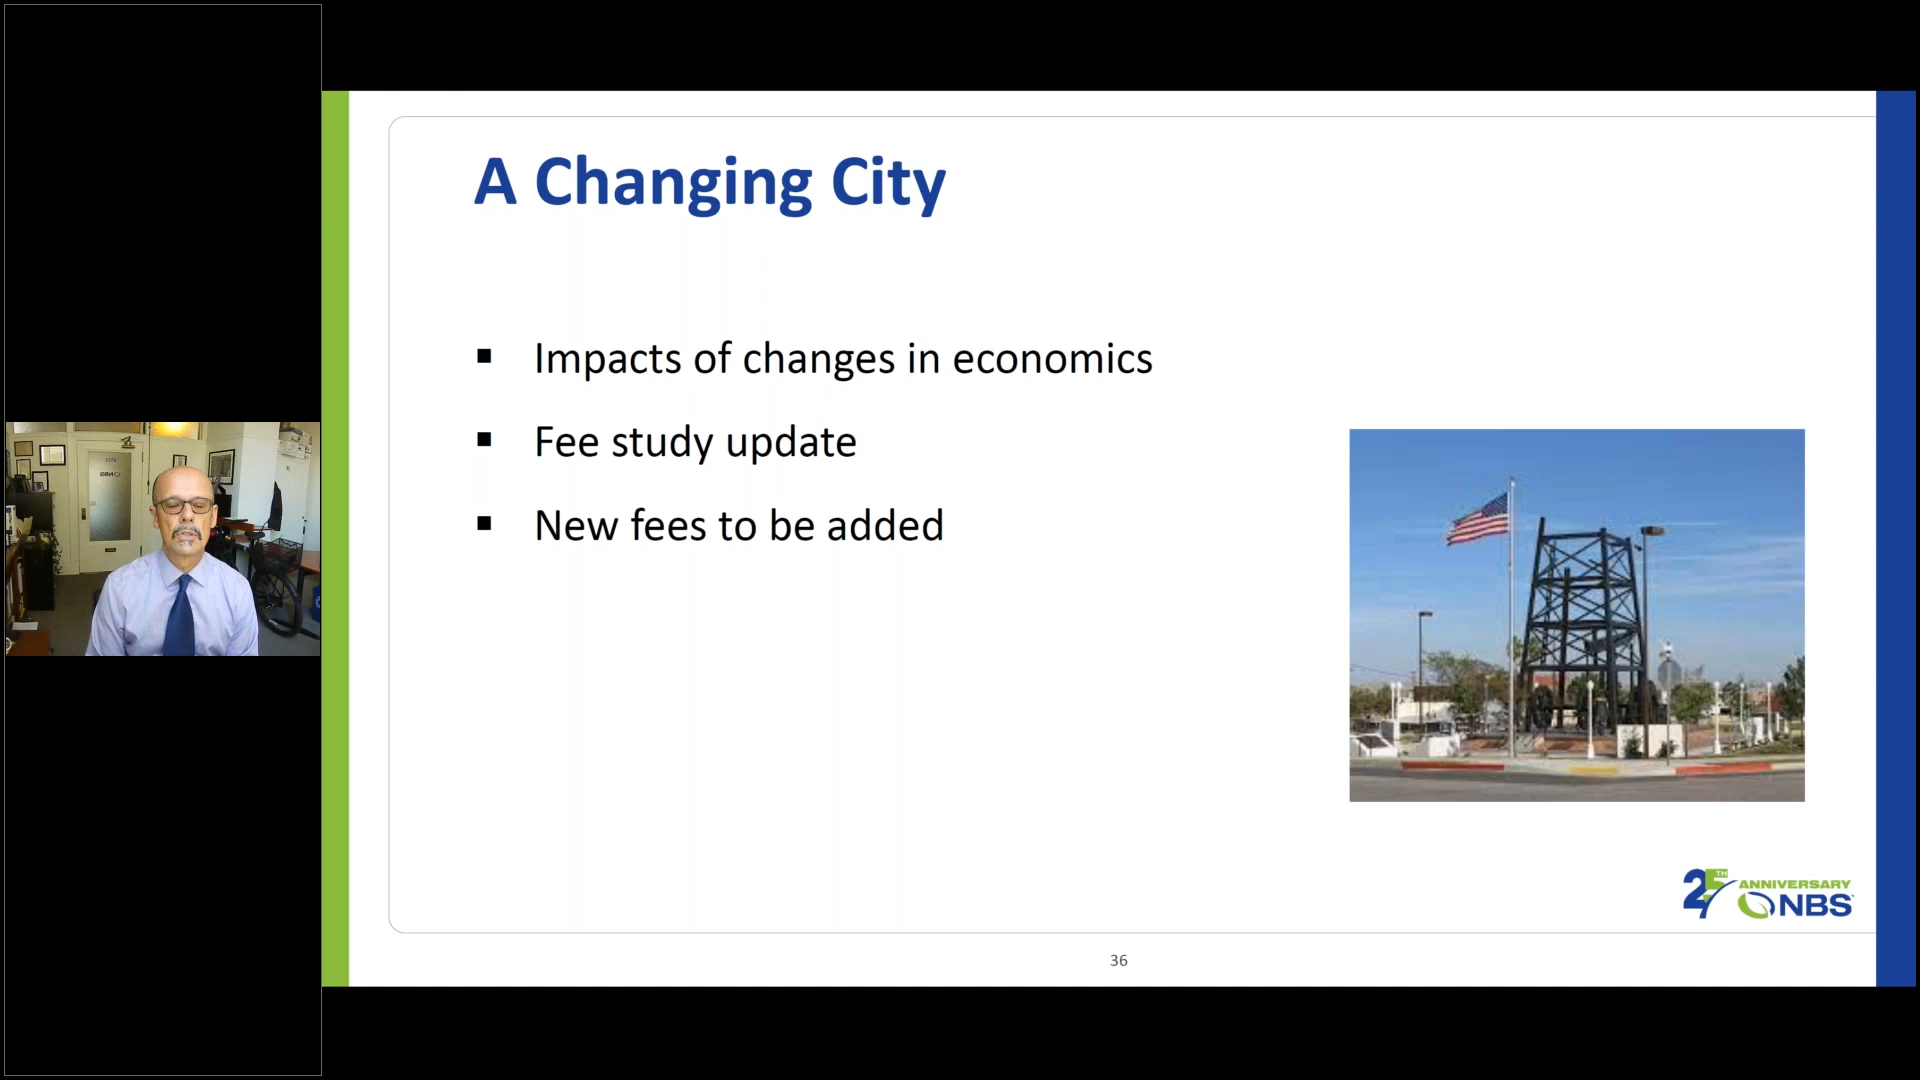 A Changing City
▪ Impacts of changes in economics
▪ Fee study update
▪ New fees to be added
25TH ANNIVERSARY
NBS
36